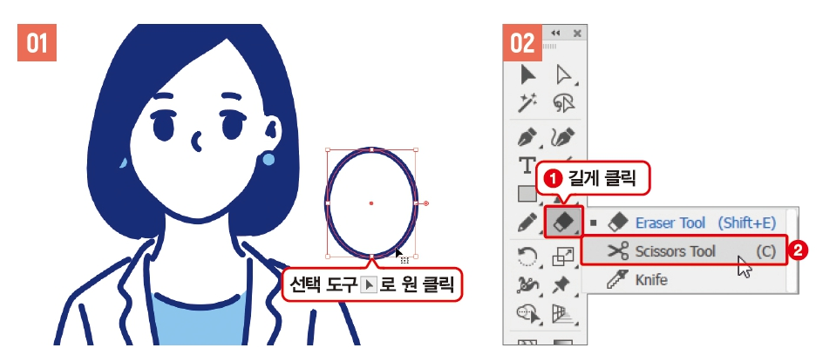 01
선택 도구 로 원 클릭
02
T
1 길게 클릭
Eraser Tool (Shift+E)
Scissors Tool (C) 2
Knife